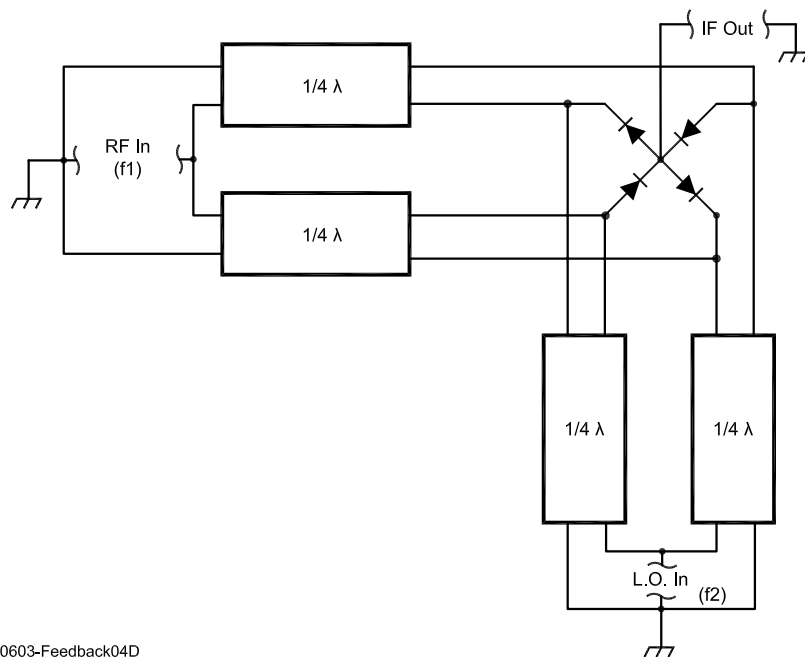 IF Out
1/4 λ
RF In
(f1)
1/4 λ
1/4 λ
1/4 λ
L.O. In
(f2)
0603-Feedback04D